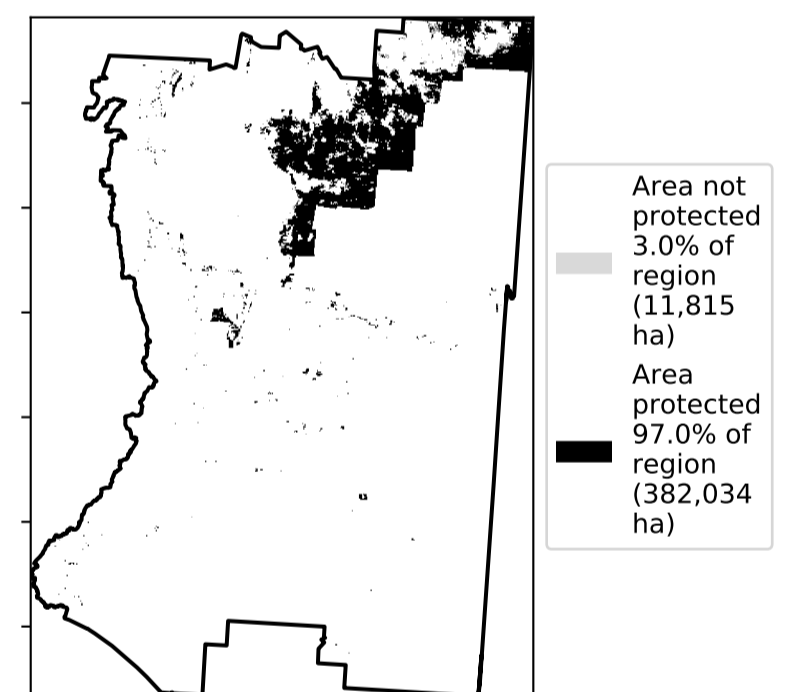 Area not
protected
3.0% of
region
(11,815
ha)
Area
protected
97.0% of
region
(382,034
ha)